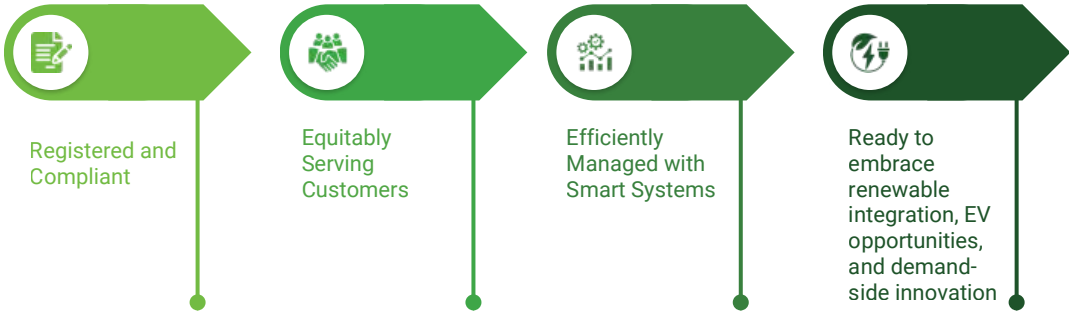 Registered and
Compliant
Equitably
Serving
Customers
Efficiently
Managed with
Smart Systems
Ready to
embrace
renewable
integration, EV
opportunities,
and demand-
side innovation